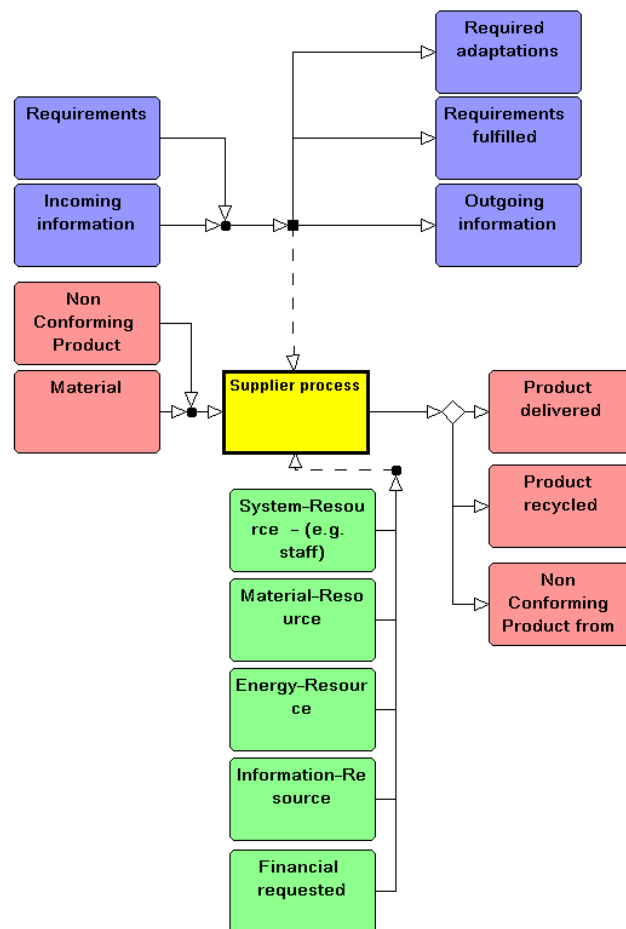 Required
adaptations
Requirements
Requirements
fulfilled
Incoming
information
Outgoing
information
Non
Conforming
Product
Material
Supplier process
Product
delivered
Product
recycled
Non
Conforming
Product from
System-Resou
rce - (e.g.
staff)
Material-Reso
urce
Energy-Resour
ce
Information-Re
source
Financial
requested